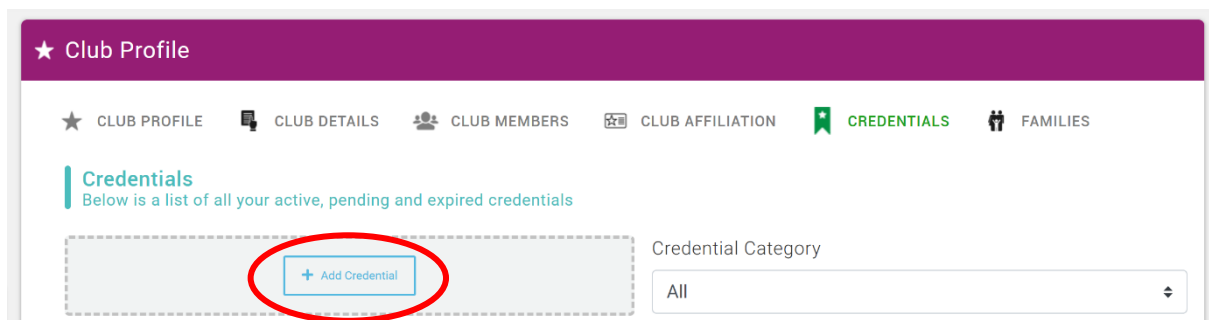 Club Profile
CLUB PROFILE CLUB DETAILS CLUB MEMBERS CLUB AFFILIATION CREDENTIALS FAMILIES
Credentials
Below is a list of all your active, pending and expired credentials
+ Add Credential
Credential Category
All